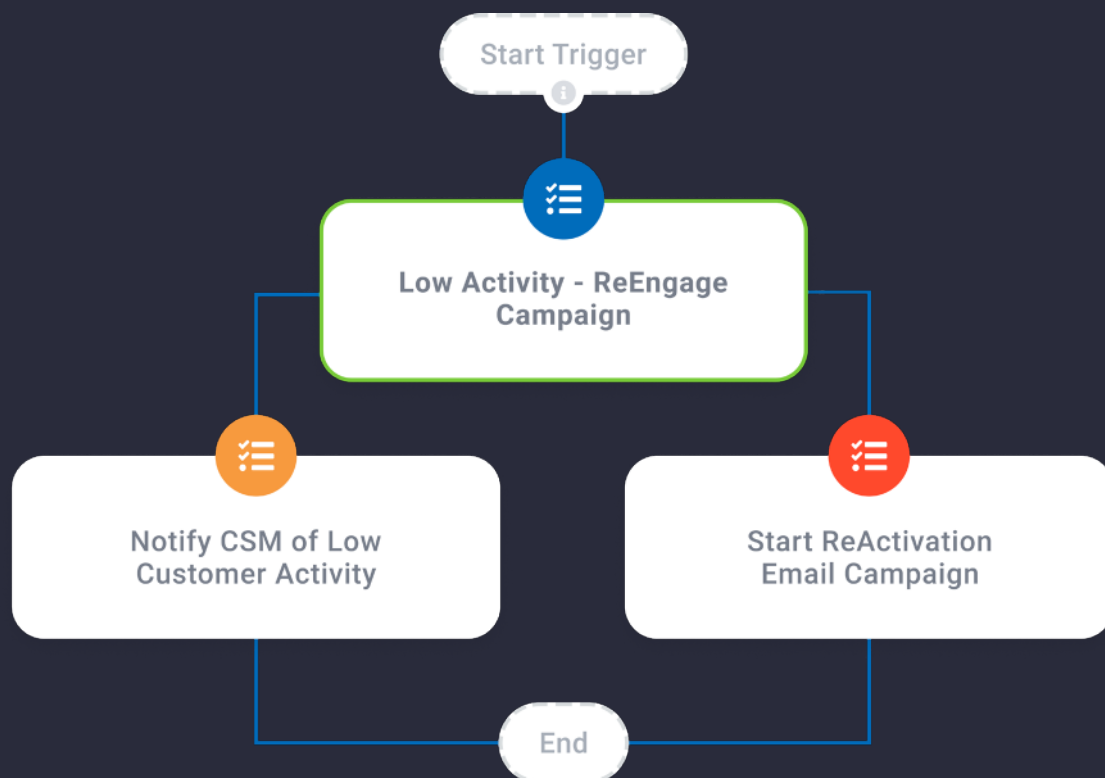 Start Trigger
Low Activity - ReEngage
Campaign
Notify CSM of Low
Customer Activity
Start ReActivation
Email Campaign
End